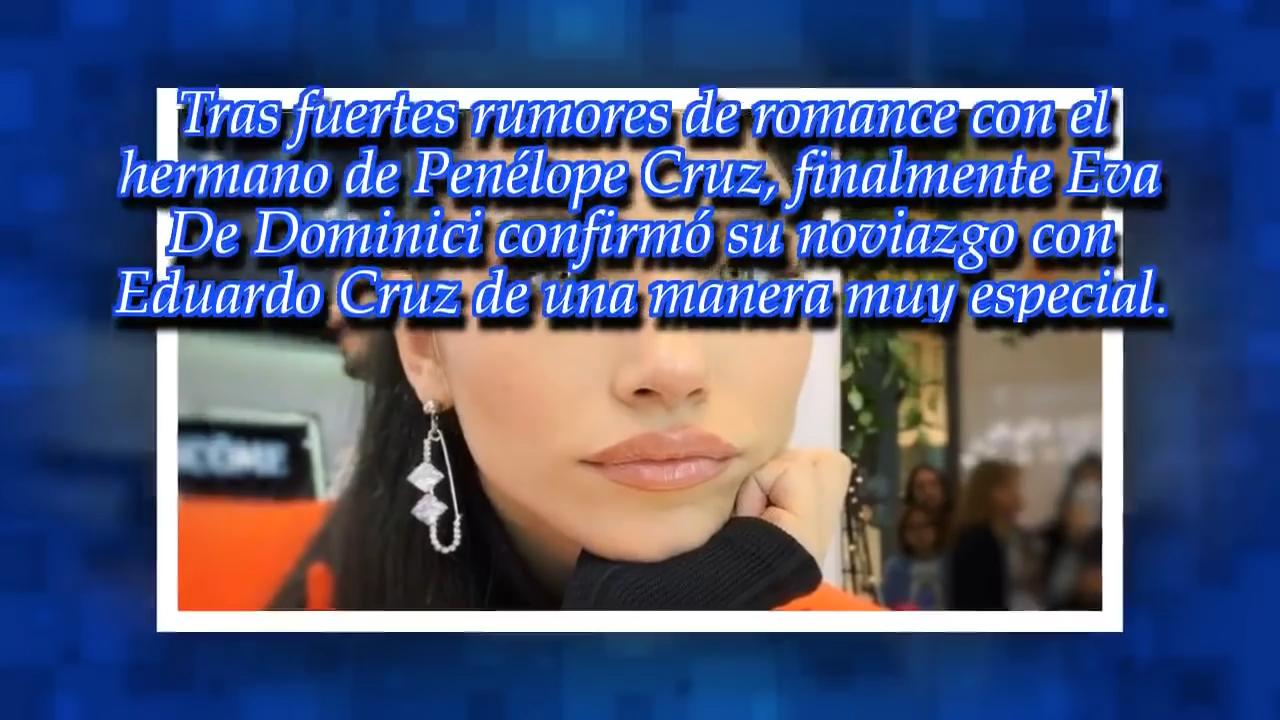 Tras fuertes rumores de romance con el
hermano de Penélope Cruz, finalmente Eva
De Dominici confirmó su noviazgo con
Eduardo Cruz de una manera muy especial.